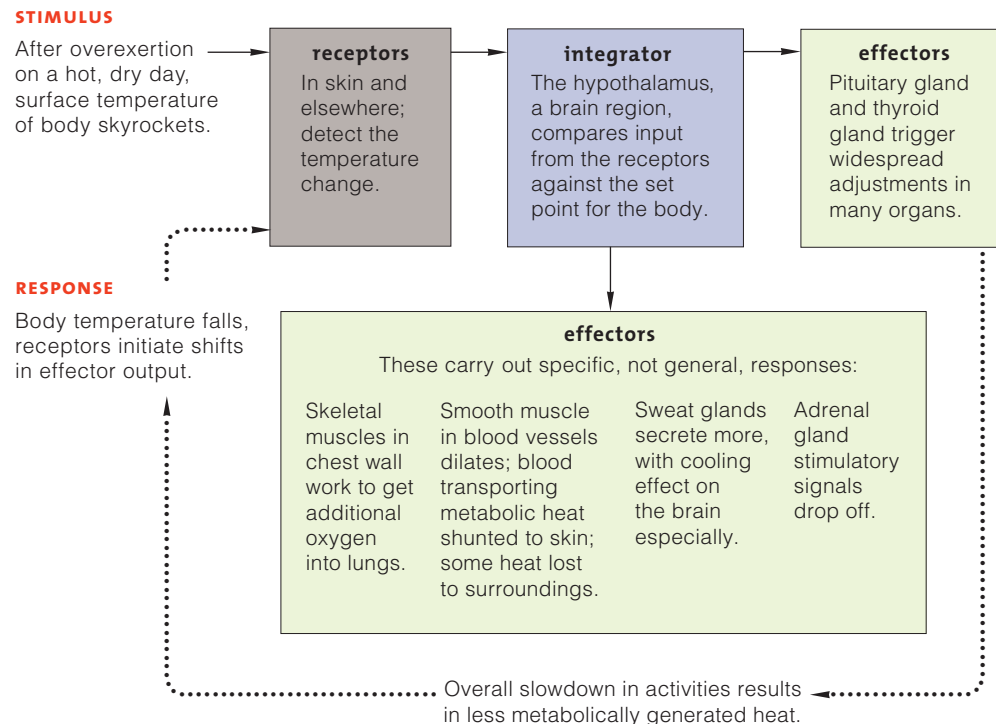 STIMULUS
After overexertion
on a hot, dry day,
surface temperature
of body skyrockets.
receptors
In skin and
elsewhere;
detect the
temperature
change.
integrator
The hypothalamus,
a brain region,
compares input
from the receptors
against the set
point for the body.
effectors
Pituitary gland
and thyroid
gland trigger
widespread
adjustments in
many organs.
RESPONSE
Body temperature falls,
receptors initiate shifts
in effector output.
effectors
These carry out specific, not general, responses:
Skeletal
muscles in
chest wall
work to get
additional
oxygen
into lungs.
Smooth muscle
in blood vessels
dilates; blood
transporting
metabolic heat
shunted to skin;
some heat lost
to surroundings.
Sweat glands
secrete more,
with cooling
effect on
the brain
especially.
Adrenal
gland
stimulatory
signals
drop off.
Overall slowdown in activities results
in less metabolically generated heat.